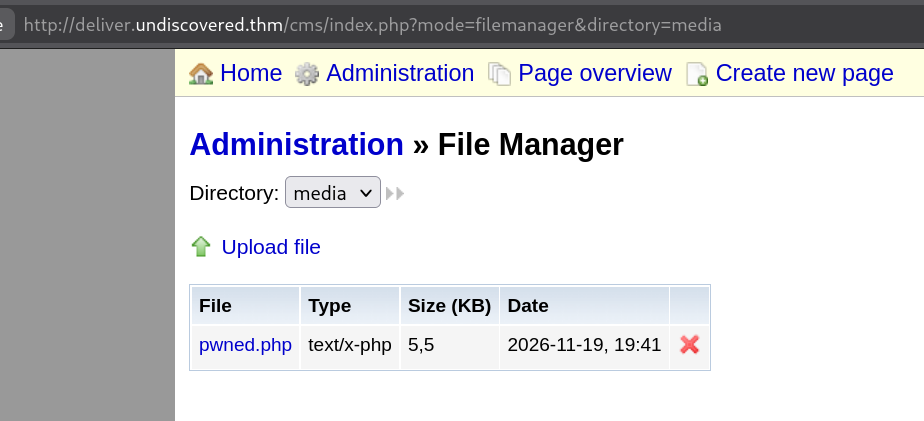 e http://deliver.undiscovered.thm/cms/index.php?mode=filemanager&directory=media
Home Administration Page overview Create new page
Administration » File Manager
Directory: media
Upload file
File Type Size (KB) Date
pwned.php text/x-php 5,5 2026-11-19, 19:41